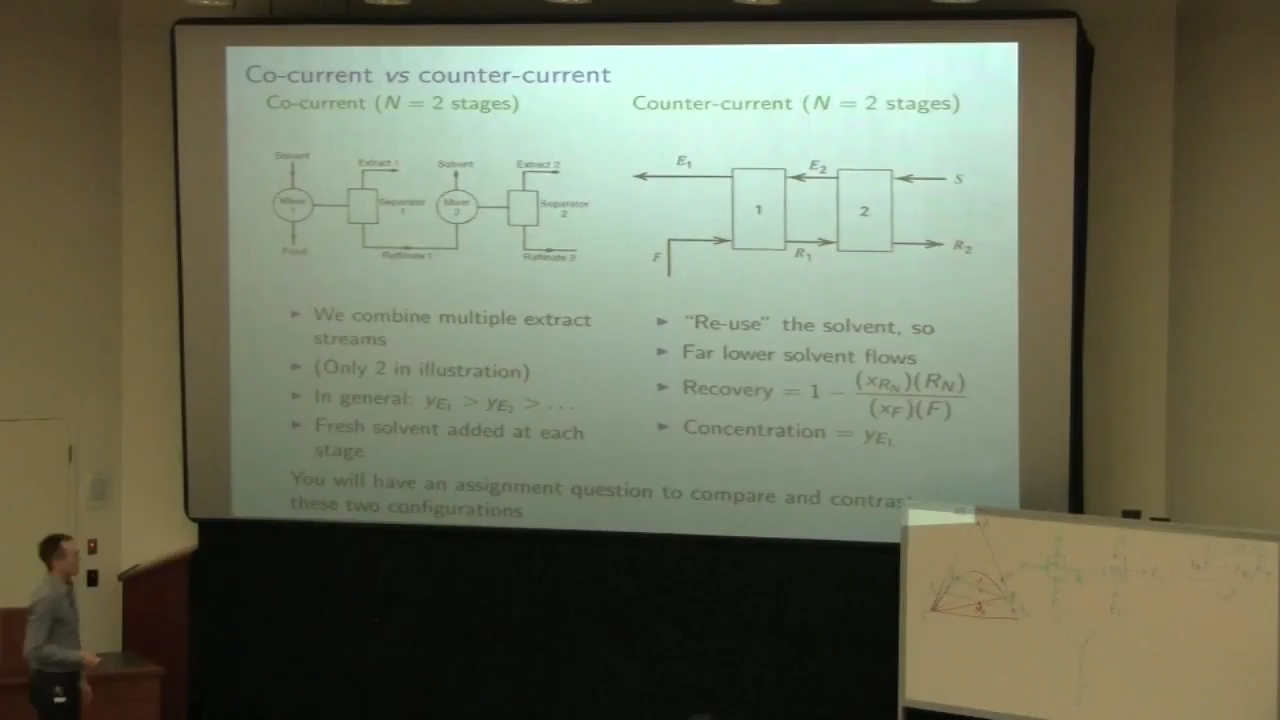 Co-current vs counter-current
Co-current (N = 2 stages)
Solvent
Extract 1
Solvent
Extract 2
Mixer 1
Separator 1
Mixer 2
Separator 2
Feed
Raffinate 1
Raffinate 2
► We combine multiple extract
streams
► (Only 2 in illustration)
► In general: y_E₁ > y_E₂ > ...
► Fresh solvent added at each
stage
Counter-current (N = 2 stages)
E₁
E₂
S
1
2
F
R₁
R₂
► "Re-use" the solvent, so
► Far lower solvent flows
► Recovery = 1 − (x_{R_N})(R_N) / (x_F)(F)
► Concentration = y_E₁
You will have an assignment question to compare and contras
these two configurations